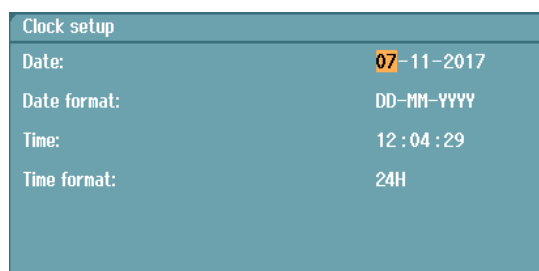 Clock setup
Date: 07-11-2017
Date format: DD-MM-YYYY
Time: 12:04:29
Time format: 24H